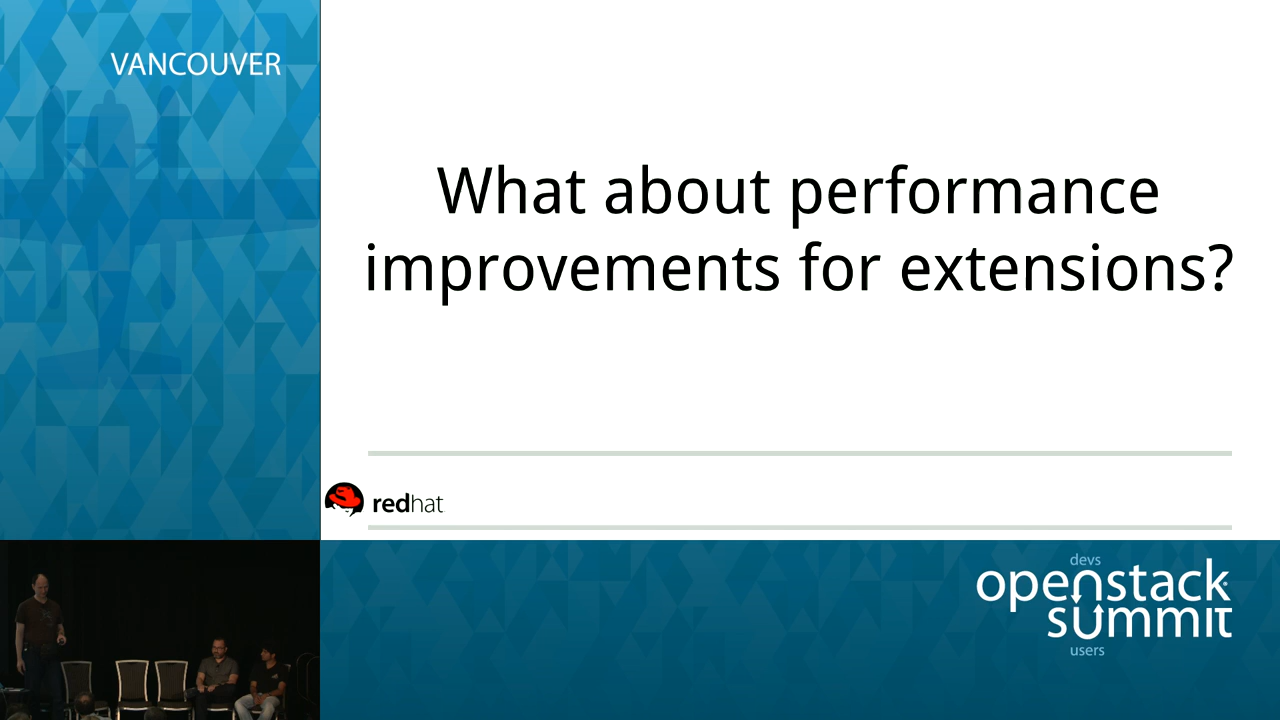 VANCOUVER
What about performance
improvements for extensions?
redhat
devs
openstack
summit
users